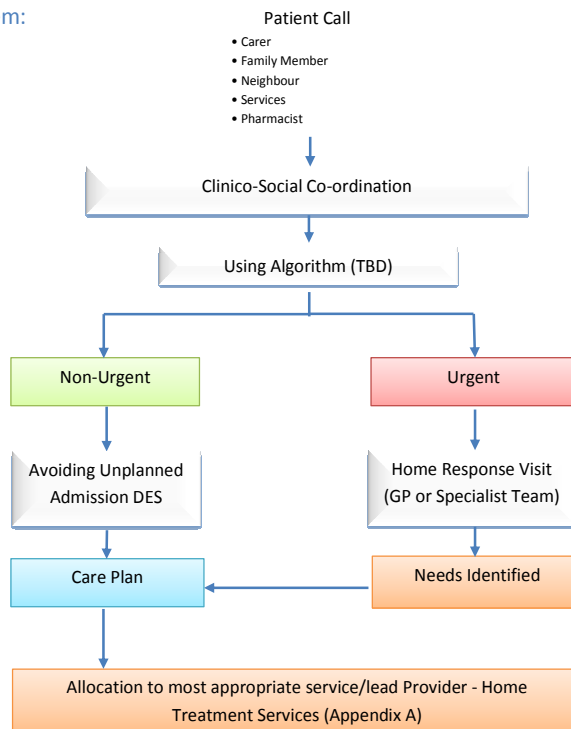 m:
Patient Call
• Carer
• Family Member
• Neighbour
• Services
• Pharmacist
Clinico-Social Co-ordination
Using Algorithm (TBD)
Non-Urgent
Urgent
Avoiding Unplanned
Admission DES
Home Response Visit
(GP or Specialist Team)
Care Plan
Needs Identified
Allocation to most appropriate service/lead Provider - Home
Treatment Services (Appendix A)